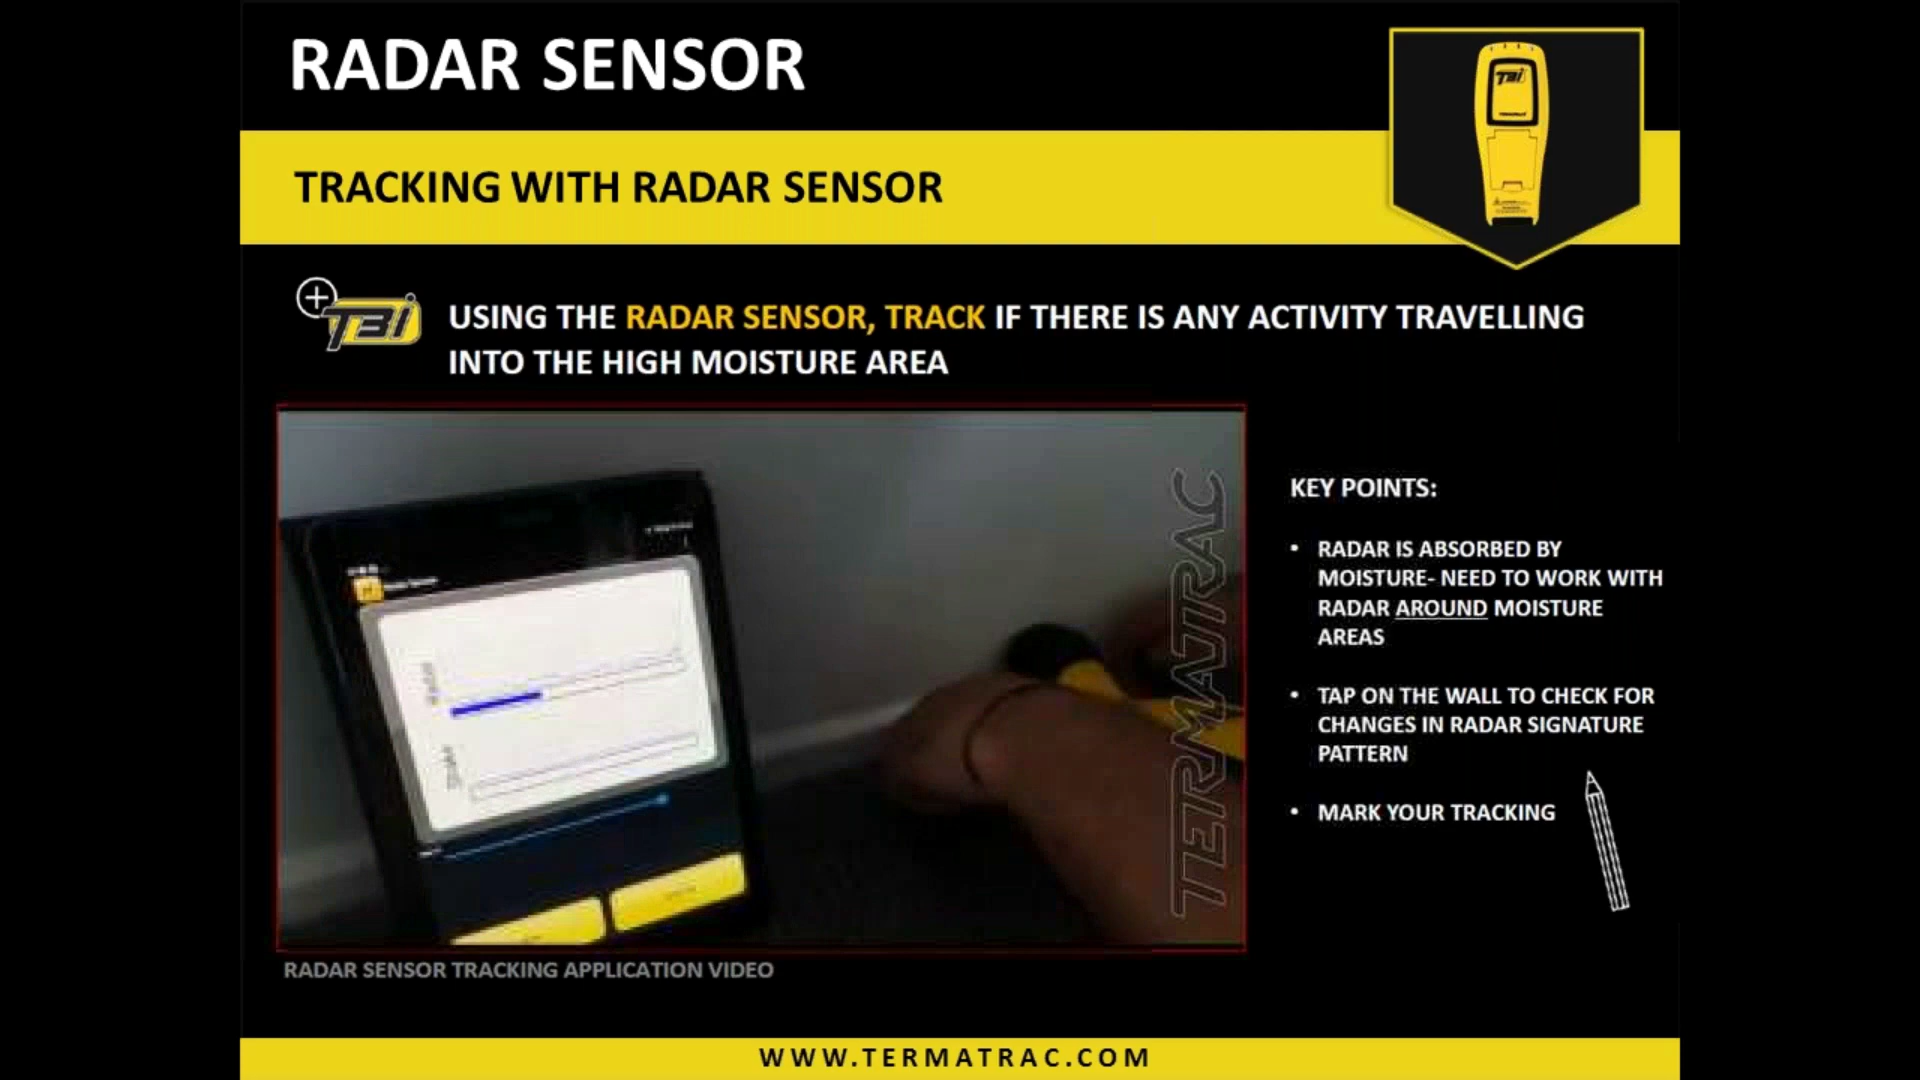 RADAR SENSOR
TRACKING WITH RADAR SENSOR
T3i
T3i
USING THE RADAR SENSOR, TRACK IF THERE IS ANY ACTIVITY TRAVELLING
INTO THE HIGH MOISTURE AREA
TERMATRAC
KEY POINTS:
• RADAR IS ABSORBED BY
MOISTURE- NEED TO WORK WITH
RADAR AROUND MOISTURE
AREAS
• TAP ON THE WALL TO CHECK FOR
CHANGES IN RADAR SIGNATURE
PATTERN
• MARK YOUR TRACKING
RADAR SENSOR TRACKING APPLICATION VIDEO
WWW.TERMATRAC.COM